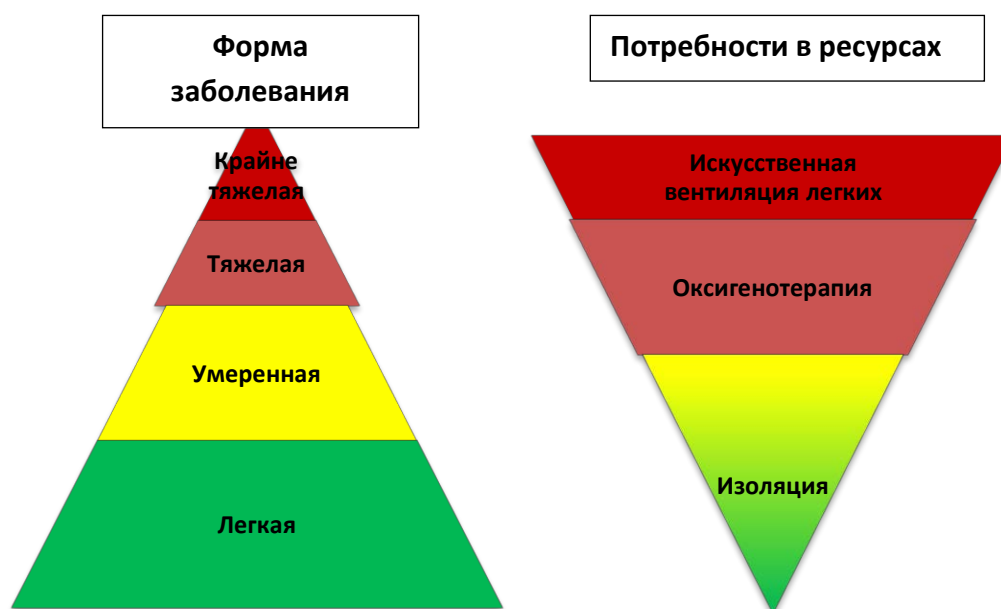 Форма
заболевания
Крайне
тяжелая
Тяжелая
Умеренная
Легкая
Потребности в ресурсах
Искусственная
вентиляция легких
Оксигенотерапия
Изоляция